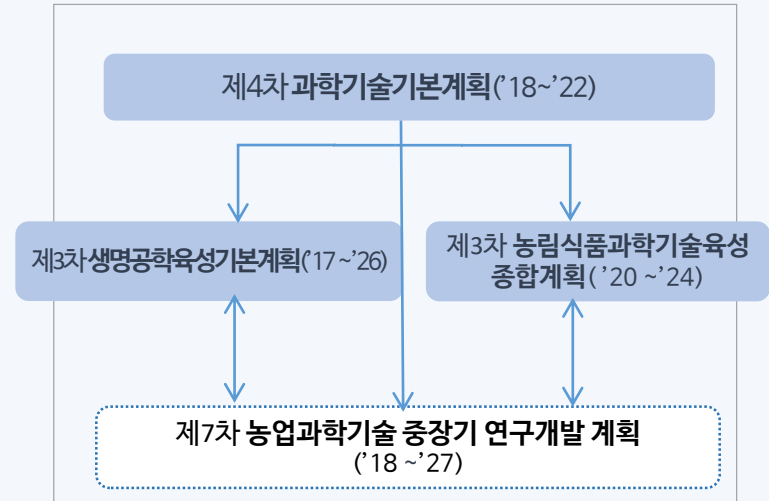 제4차 과학기술기본계획(’18~’22)
제3차 생명공학육성기본계획(’17 ~’26)
제3차 농림식품과학기술육성
종합계획( ’20 ~’24)
제7차 농업과학기술 중장기 연구개발 계획
(’18 ~’27)